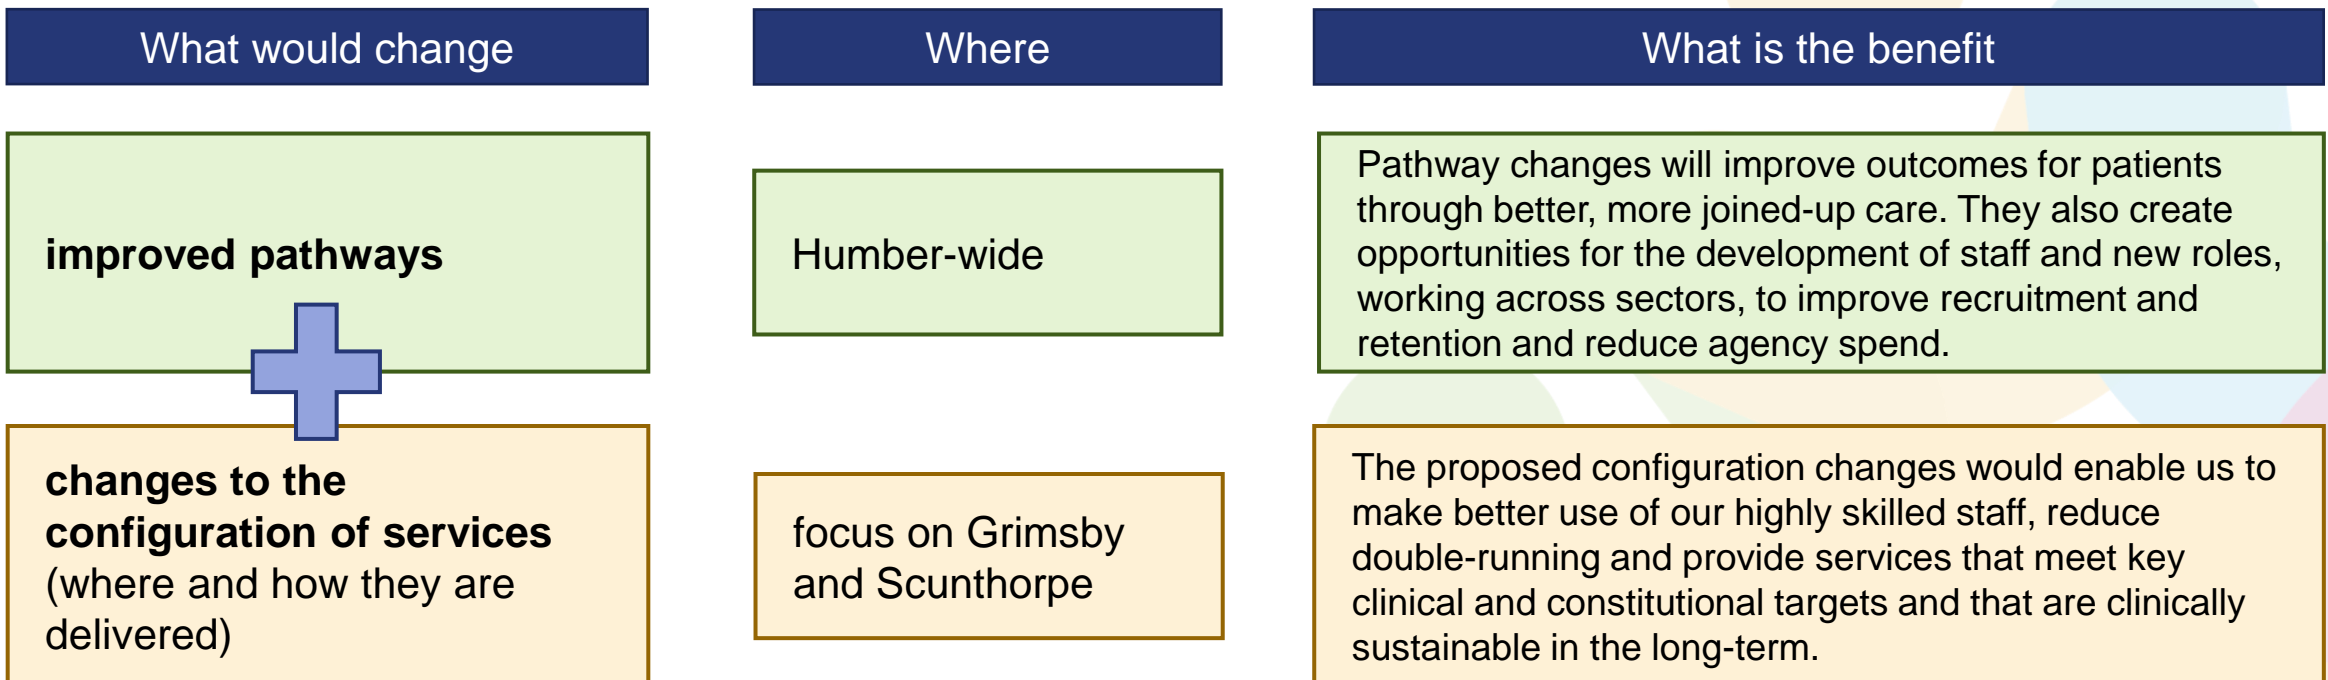 What would change
Where
What is the benefit
improved pathways
Humber-wide
Pathway changes will improve outcomes for patients
through better, more joined-up care. They also create
opportunities for the development of staff and new roles,
working across sectors, to improve recruitment and
retention and reduce agency spend.
changes to the
configuration of services
(where and how they are
delivered)
focus on Grimsby
and Scunthorpe
The proposed configuration changes would enable us to
make better use of our highly skilled staff, reduce
double-running and provide services that meet key
clinical and constitutional targets and that are clinically
sustainable in the long-term.